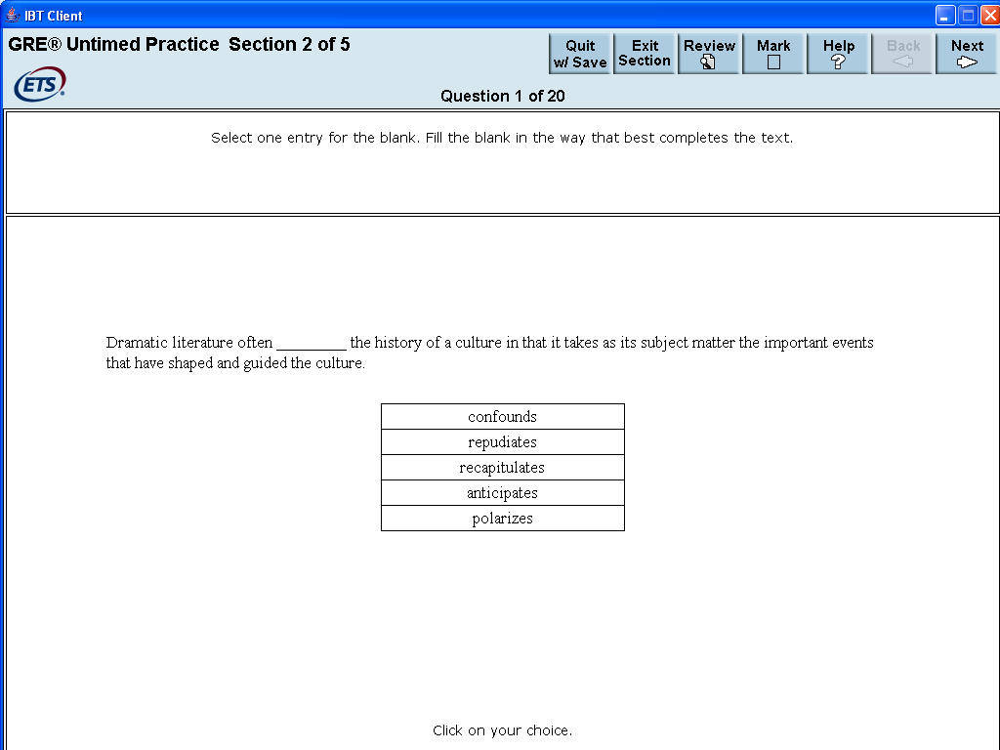 IBT Client
GRE® Untimed Practice Section 2 of 5
Quit w/ Save
Exit Section
Review
Mark
Help
Back
Next
ETS®
Question 1 of 20
Select one entry for the blank. Fill the blank in the way that best completes the text.
Dramatic literature often _________ the history of a culture in that it takes as its subject matter the important events
that have shaped and guided the culture.
confounds
repudiates
recapitulates
anticipates
polarizes
Click on your choice.